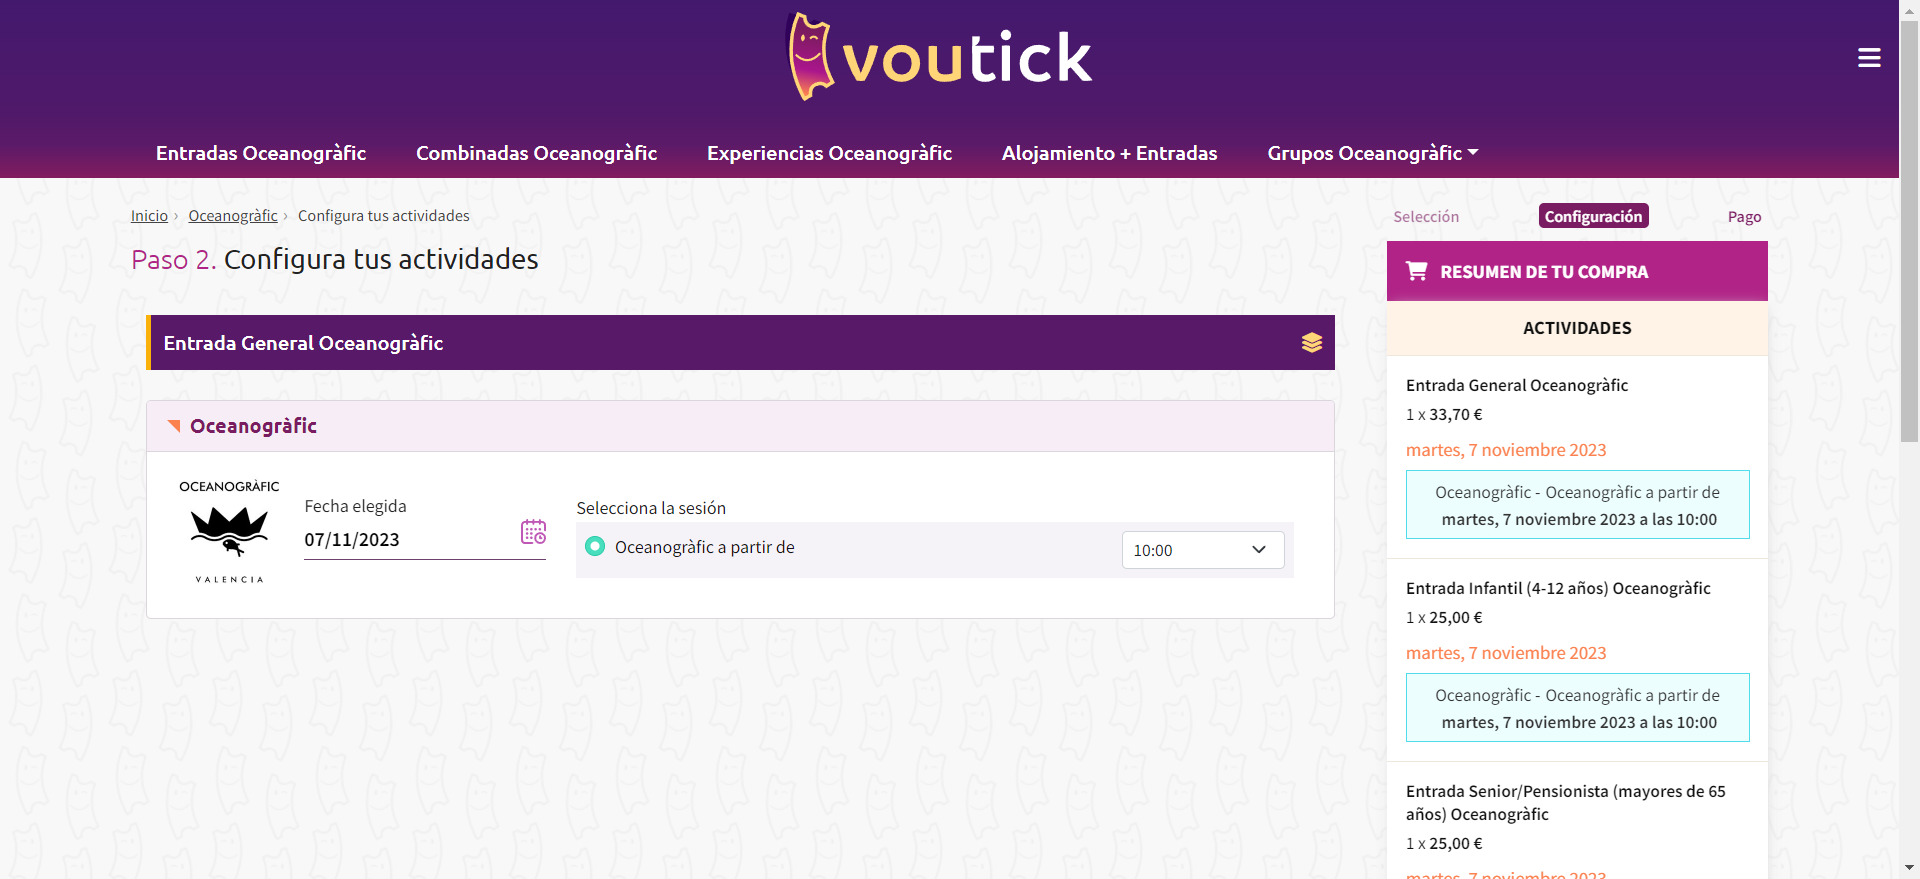 voutick
Entradas Oceanogràfic
Combinadas Oceanogràfic
Experiencias Oceanogràfic
Alojamiento + Entradas
Grupos Oceanogràfic
Inicio › Oceanogràfic › Configura tus actividades
Paso 2. Configura tus actividades
Entrada General Oceanogràfic
Oceanogràfic
OCEANOGRÀFIC
VALENCIA
Fecha elegida
07/11/2023
Selecciona la sesión
Oceanogràfic a partir de
10:00
Selección
Configuración
Pago
RESUMEN DE TU COMPRA
ACTIVIDADES
Entrada General Oceanogràfic
1 x 33,70 €
martes, 7 noviembre 2023
Oceanogràfic - Oceanogràfic a partir de
martes, 7 noviembre 2023 a las 10:00
Entrada Infantil (4-12 años) Oceanogràfic
1 x 25,00 €
martes, 7 noviembre 2023
Oceanogràfic - Oceanogràfic a partir de
martes, 7 noviembre 2023 a las 10:00
Entrada Senior/Pensionista (mayores de 65
años) Oceanogràfic
1 x 25,00 €
martes, 7 noviembre 2023